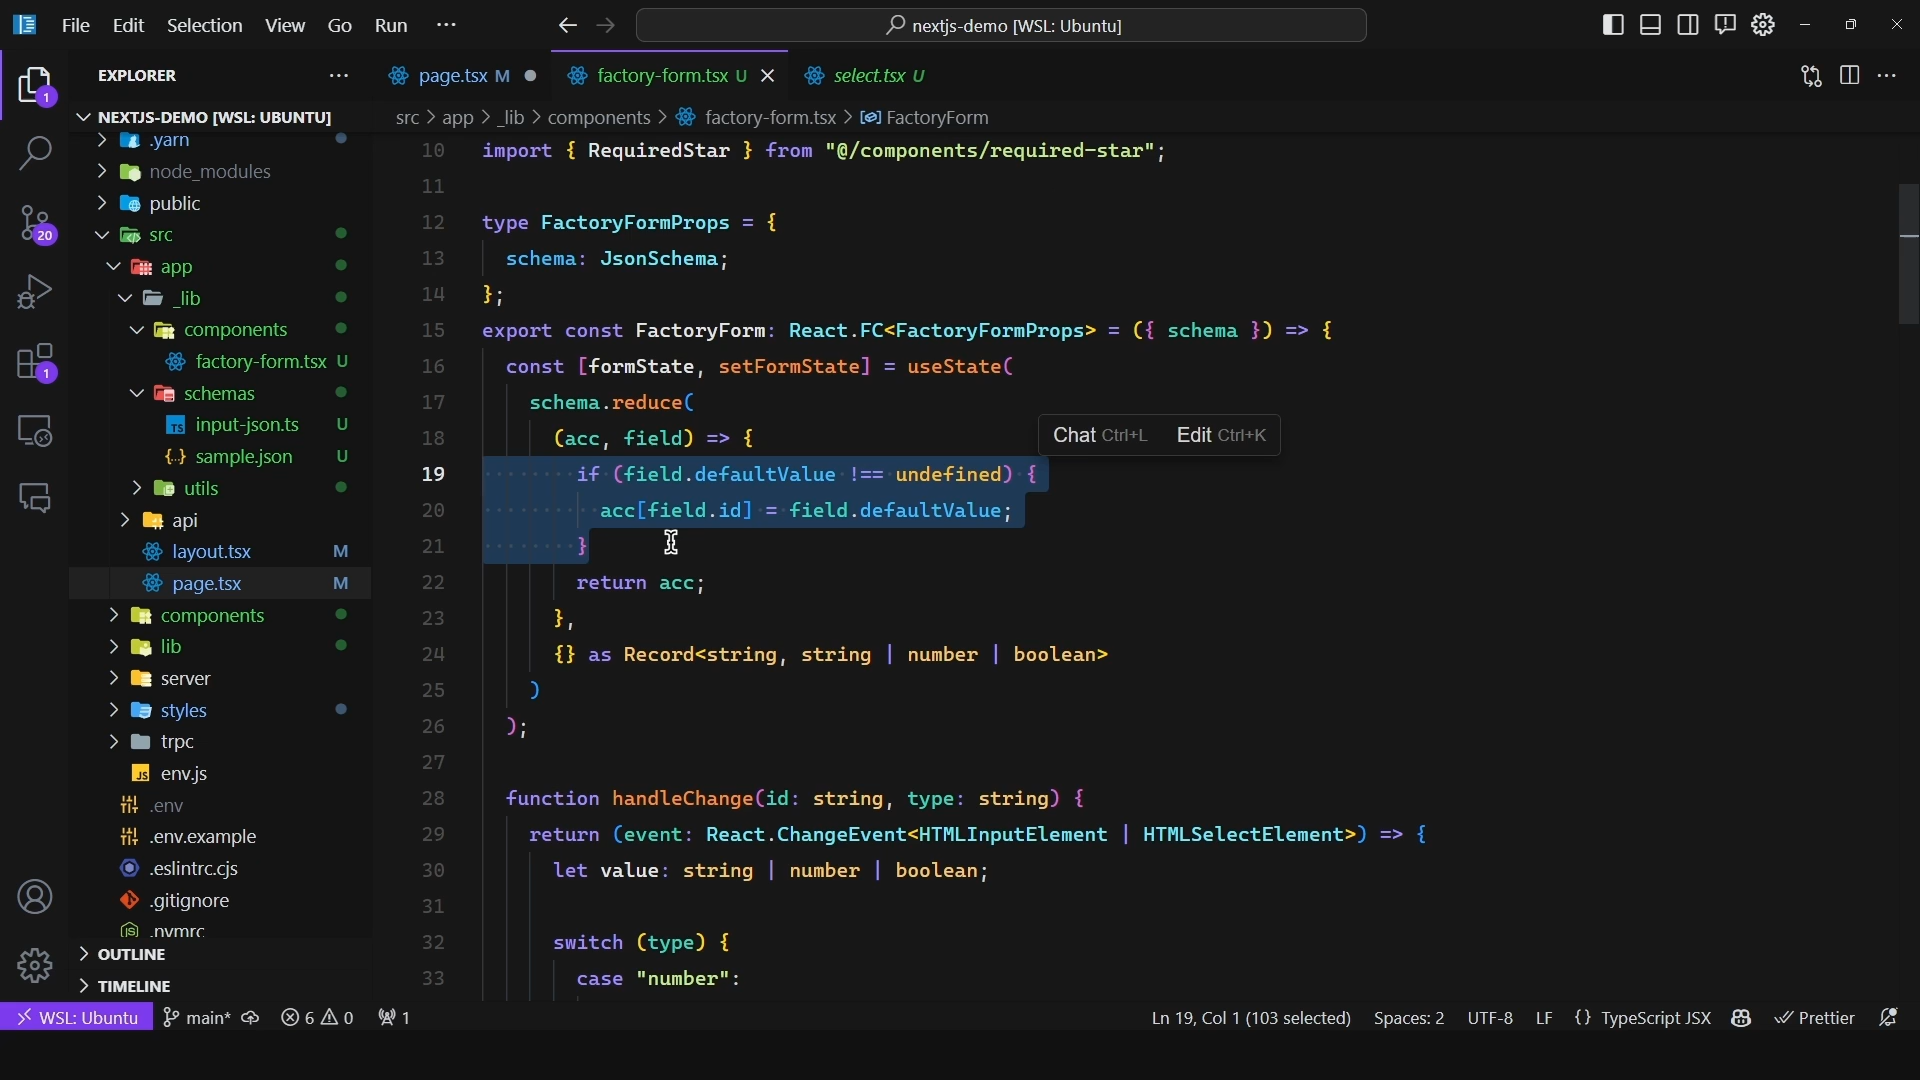 File Edit Selection View Go Run ···
nextjs-demo [WSL: Ubuntu]
EXPLORER ···
page.tsx M
factory-form.tsx U
select.tsx U
NEXTJS-DEMO [WSL: UBUNTU]
src > app > _lib > components > factory-form.tsx > FactoryForm
.yarn
node_modules
public
src
app
_lib
components
factory-form.tsx U
schemas
TS input-json.ts U
{..} sample.json U
utils
api
layout.tsx M
page.tsx M
components
lib
server
styles
trpc
JS env.js
.env
.env.example
.eslintrc.cjs
.gitignore
.nvmrc
OUTLINE
TIMELINE
1
20
1
10 import { RequiredStar } from "@/components/required-star";
11
12 type FactoryFormProps = {
13 schema: JsonSchema;
14 };
15 export const FactoryForm: React.FC<FactoryFormProps> = ({ schema }) => {
16 const [formState, setFormState] = useState(
17 schema.reduce(
18 (acc, field) => {
Chat Ctrl+L Edit Ctrl+K
19 if (field.defaultValue !== undefined) {
20 acc[field.id] = field.defaultValue;
21 }
22 return acc;
23 },
24 {} as Record<string, string | number | boolean>
25 )
26 );
27
28 function handleChange(id: string, type: string) {
29 return (event: React.ChangeEvent<HTMLInputElement | HTMLSelectElement>) => {
30 let value: string | number | boolean;
31
32 switch (type) {
33 case "number":
WSL: Ubuntu main* 6 0 1
Ln 19, Col 1 (103 selected) Spaces: 2 UTF-8 LF {} TypeScript JSX Prettier